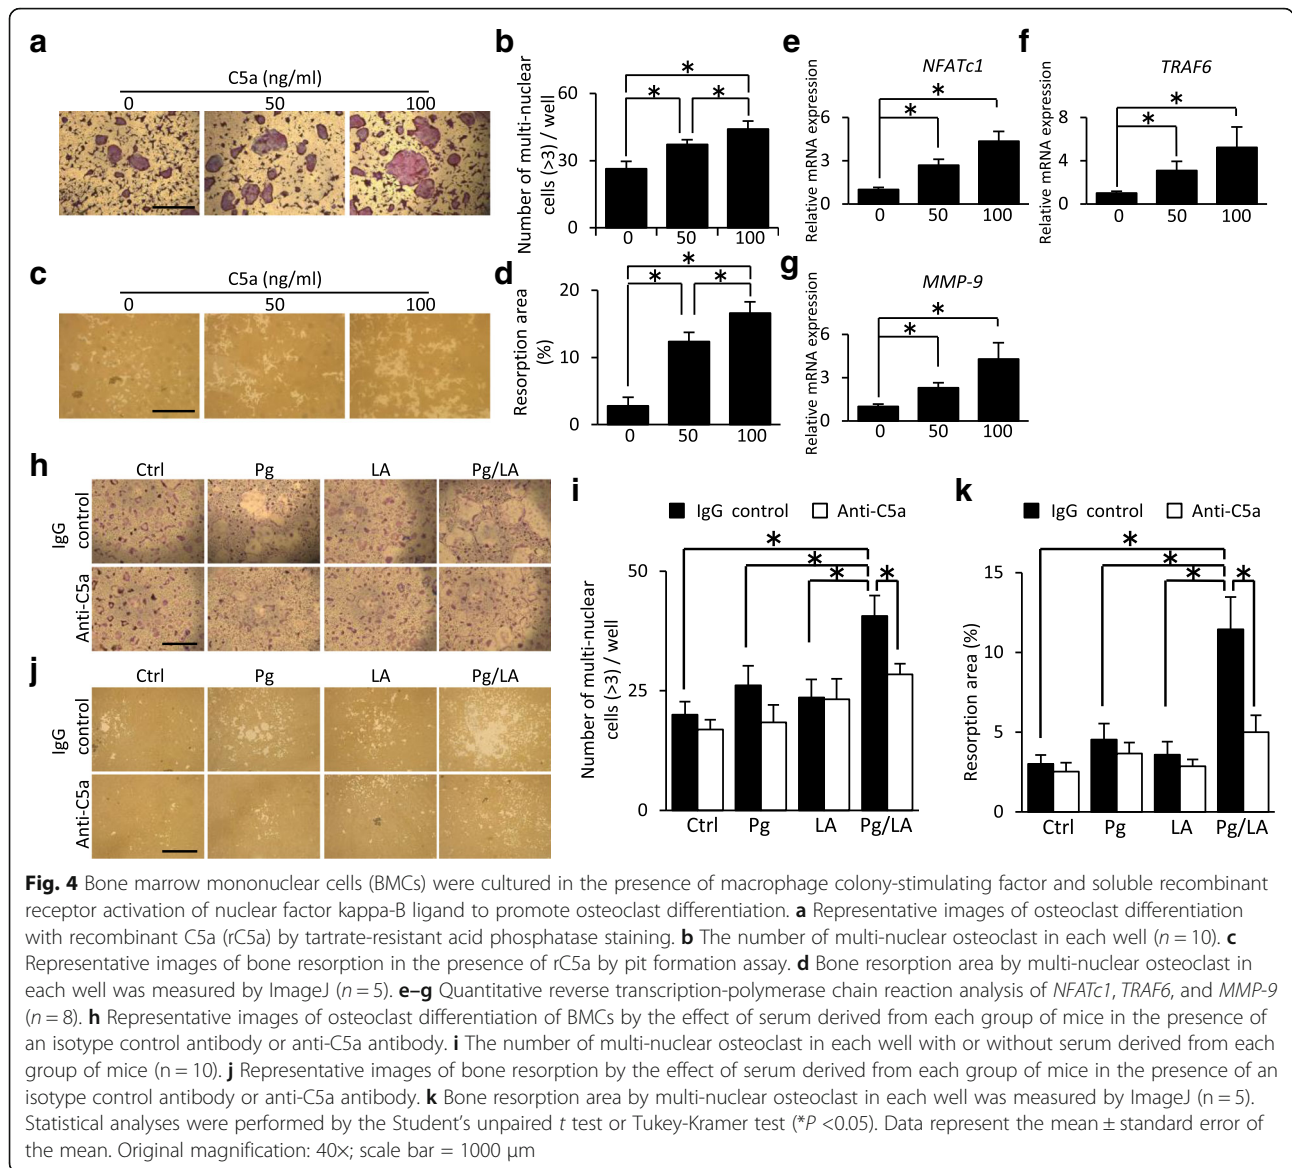 a
C5a (ng/ml)
0 50 100
b
Number of multi-nuclear
cells (>3) / well
60
30
0
0 50 100
* * *
e
NFATc1
Relative mRNA expression
6
3
0
0 50 100
* *
f
TRAF6
Relative mRNA expression
8
4
0
0 50 100
* *
c
C5a (ng/ml)
0 50 100
d
Resorption area
(%)
20
10
0
0 50 100
* * *
g
MMP-9
Relative mRNA expression
6
3
0
0 50 100
* *
h
Ctrl Pg LA Pg/LA
IgG
control
Anti-C5a
j
Ctrl Pg LA Pg/LA
IgG
control
Anti-C5a
i
IgG control Anti-C5a
Number of multi-nuclear
cells (>3) / well
50
25
0
Ctrl Pg LA Pg/LA
* * * *
k
IgG control Anti-C5a
Resorption area (%)
15
10
5
0
Ctrl Pg LA Pg/LA
* * * *
Fig. 4 Bone marrow mononuclear cells (BMCs) were cultured in the presence of macrophage colony-stimulating factor and soluble recombinant
receptor activation of nuclear factor kappa-B ligand to promote osteoclast differentiation. a Representative images of osteoclast differentiation
with recombinant C5a (rC5a) by tartrate-resistant acid phosphatase staining. b The number of multi-nuclear osteoclast in each well (n = 10). c
Representative images of bone resorption in the presence of rC5a by pit formation assay. d Bone resorption area by multi-nuclear osteoclast in
each well was measured by ImageJ (n = 5). e–g Quantitative reverse transcription-polymerase chain reaction analysis of NFATc1, TRAF6, and MMP-9
(n = 8). h Representative images of osteoclast differentiation of BMCs by the effect of serum derived from each group of mice in the presence of
an isotype control antibody or anti-C5a antibody. i The number of multi-nuclear osteoclast in each well with or without serum derived from each
group of mice (n = 10). j Representative images of bone resorption by the effect of serum derived from each group of mice in the presence of an
isotype control antibody or anti-C5a antibody. k Bone resorption area by multi-nuclear osteoclast in each well was measured by ImageJ (n = 5).
Statistical analyses were performed by the Student's unpaired t test or Tukey-Kramer test (*P <0.05). Data represent the mean ± standard error of
the mean. Original magnification: 40×; scale bar = 1000 μm